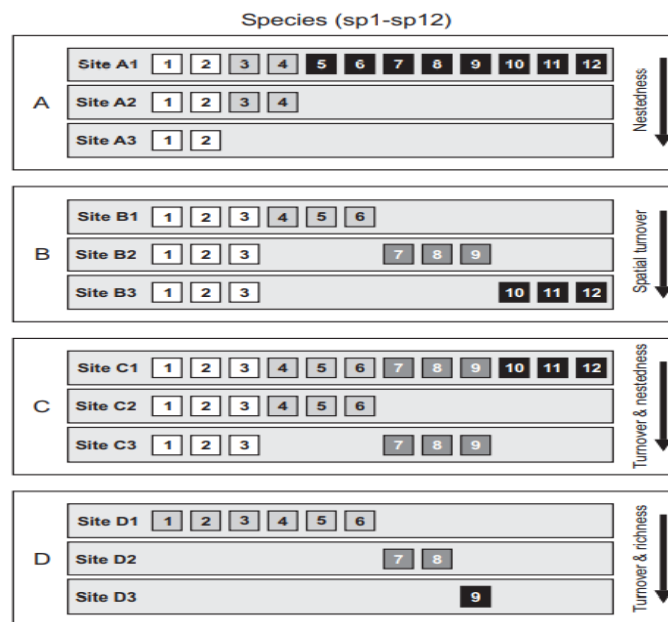 Species (sp1-sp12)
A
Site A1 1 2 3 4 5 6 7 8 9 10 11 12
Site A2 1 2 3 4
Site A3 1 2
Nestedness
B
Site B1 1 2 3 4 5 6
Site B2 1 2 3 7 8 9
Site B3 1 2 3 10 11 12
Spatial turnover
C
Site C1 1 2 3 4 5 6 7 8 9 10 11 12
Site C2 1 2 3 4 5 6
Site C3 1 2 3 7 8 9
Turnover & nestedness
D
Site D1 1 2 3 4 5 6
Site D2 7 8
Site D3 9
Turnover & richness